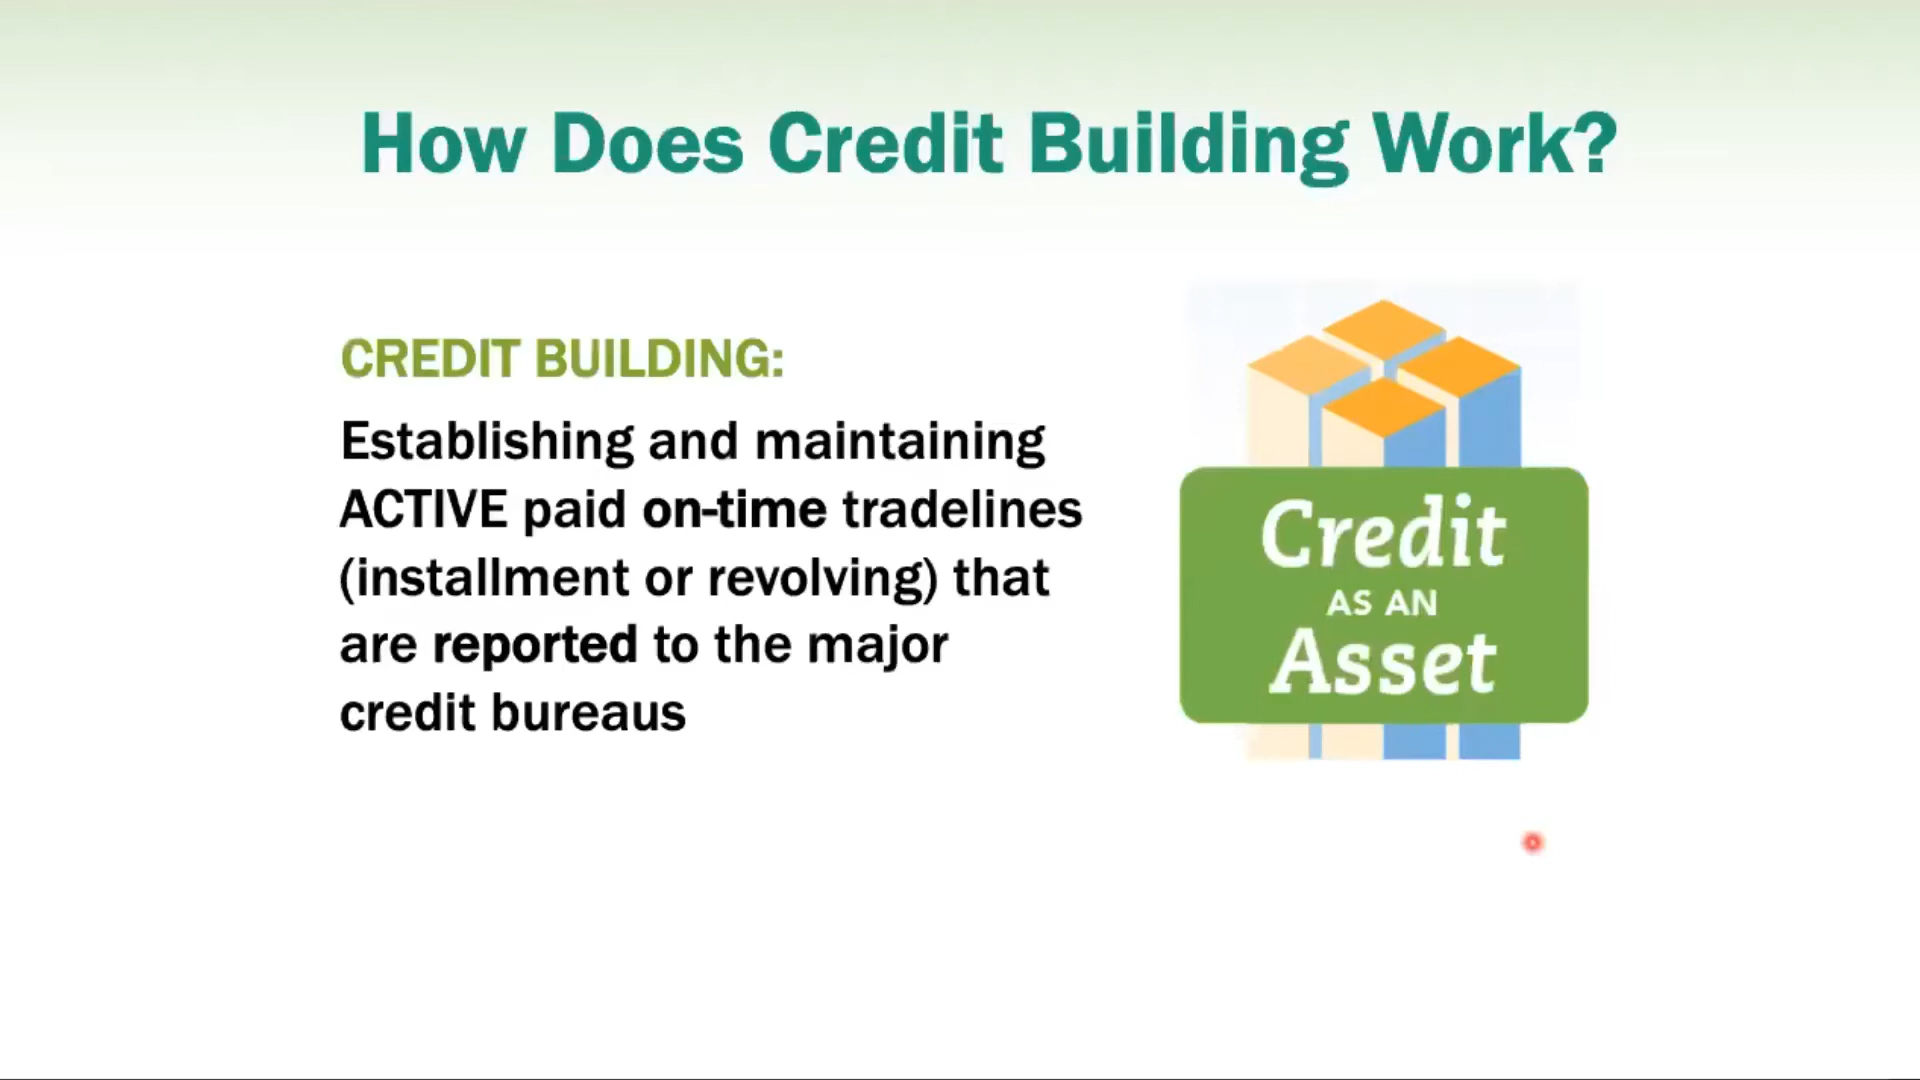 How Does Credit Building Work?
CREDIT BUILDING:
Establishing and maintaining
ACTIVE paid on-time tradelines
(installment or revolving) that
are reported to the major
credit bureaus
Credit
AS AN
Asset